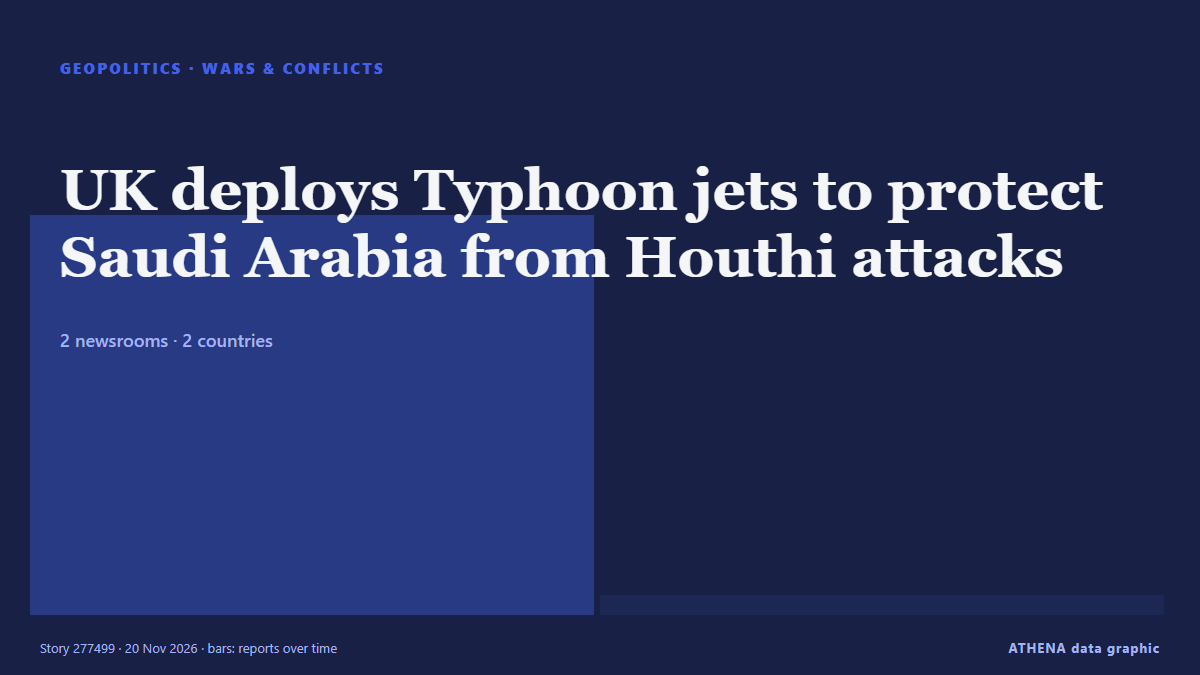 GEOPOLITICS · WARS & CONFLICTS
UK deploys Typhoon jets to protect
Saudi Arabia from Houthi attacks
2 newsrooms · 2 countries
Story 277499 · 20 Nov 2026 · bars: reports over time
ATHENA data graphic